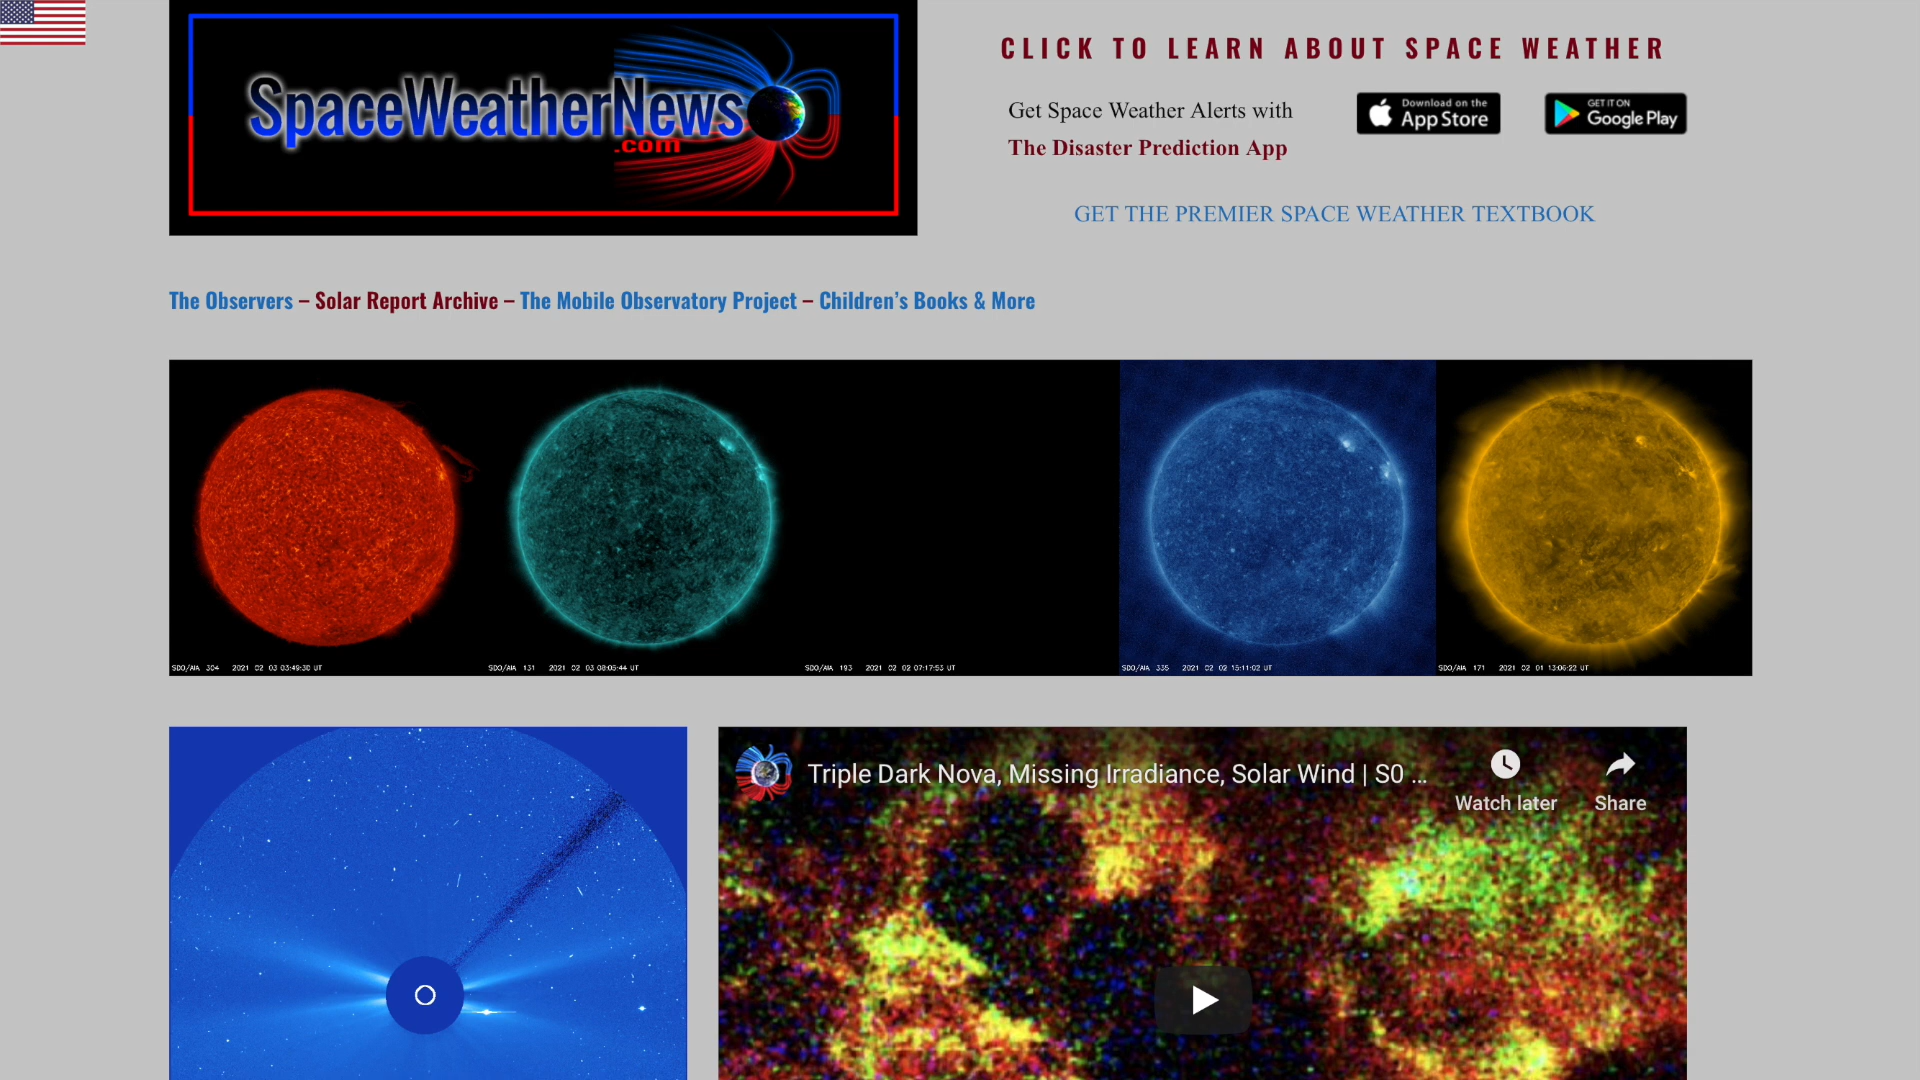 SpaceWeatherNews
.com
CLICK TO LEARN ABOUT SPACE WEATHER
Get Space Weather Alerts with
The Disaster Prediction App
Download on the
App Store
GET IT ON
Google Play
GET THE PREMIER SPACE WEATHER TEXTBOOK
The Observers – Solar Report Archive – The Mobile Observatory Project – Children’s Books & More
SDO/AIA 304 2021 02 03 03:49:30 UT
SDO/AIA 131 2021 02 03 08:05:44 UT
SDO/AIA 193 2021 02 02 07:17:53 UT
SDO/AIA 335 2021 02 02 15:11:02 UT
SDO/AIA 171 2021 02 01 13:06:22 UT
Triple Dark Nova, Missing Irradiance, Solar Wind | S0 ...
Watch later
Share